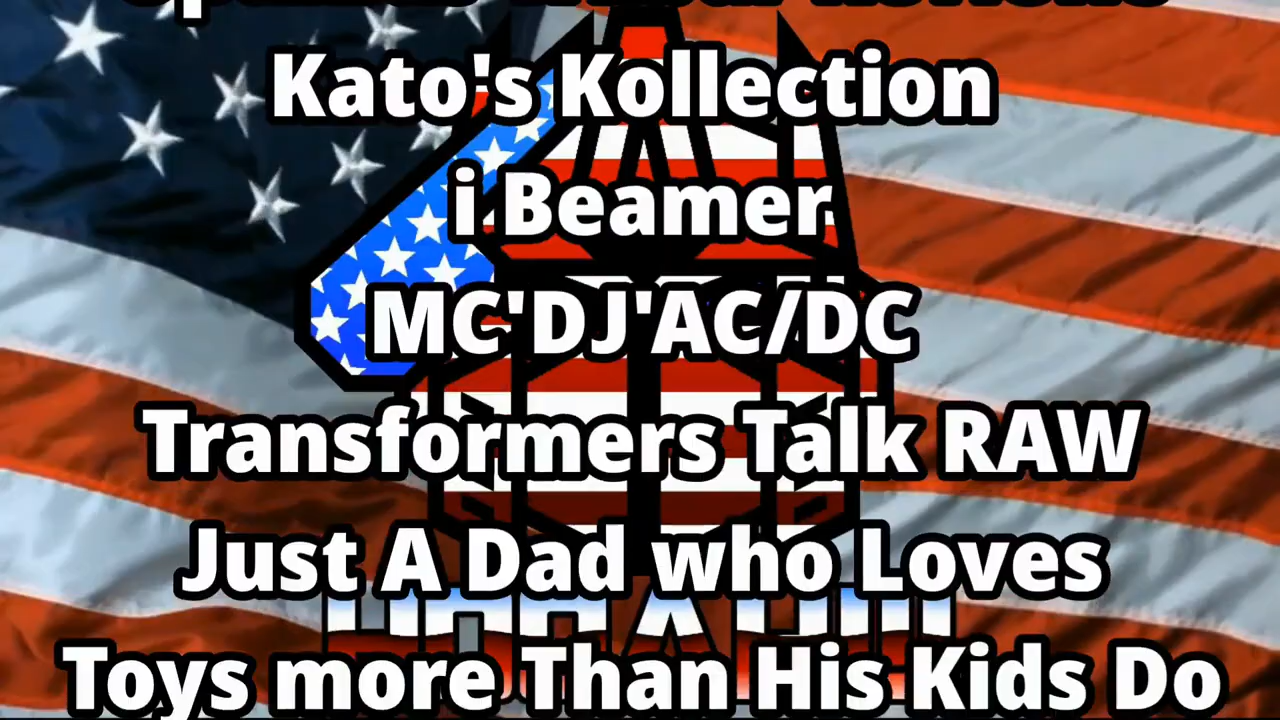 Kato's Kollection
i Beamer
MC'DJ'AC/DC
Transformers Talk RAW
Just A Dad who Loves
Toys more Than His Kids Do